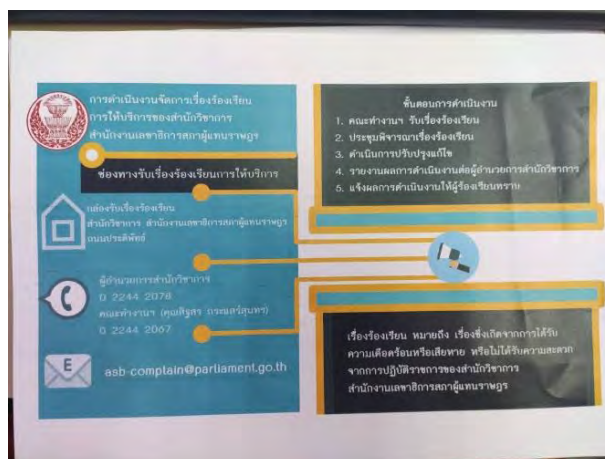 การดำเนินงานจัดการเรื่องร้องเรียน
การให้บริการของสำนักวิชาการ
สำนักงานเลขาธิการสภาผู้แทนราษฎร
ช่องทางรับเรื่องร้องเรียนการให้บริการ
กล่องรับเรื่องร้องเรียน
สำนักวิชาการ สำนักงานเลขาธิการสภาผู้แทนราษฎร
ถนนประดิพัทธ์
ผู้อำนวยการสำนักวิชาการ
0 2244 2078
คณะทำงานฯ
0 2244 2067
E
asb-complain@parliament.go.th
ขั้นตอนการดำเนินงาน
1. คณะทำงานฯ รับเรื่องร้องเรียน
2. ประชุมพิจารณาเรื่องร้องเรียน
3. ดำเนินการปรับปรุงแก้ไข
4. รายงานผลการดำเนินงานต่อผู้อำนวยการสำนักวิชาการ
5. แจ้งผลการดำเนินงานให้ผู้ร้องเรียนทราบ
เรื่องร้องเรียน หมายถึง เรื่องซึ่งเกิดจากการได้รับ
ความเดือดร้อนหรือเสียหาย หรือไม่ได้รับความสะดวก
จากการปฏิบัติราชการของสำนักวิชาการ
สำนักงานเลขาธิการสภาผู้แทนราษฎร